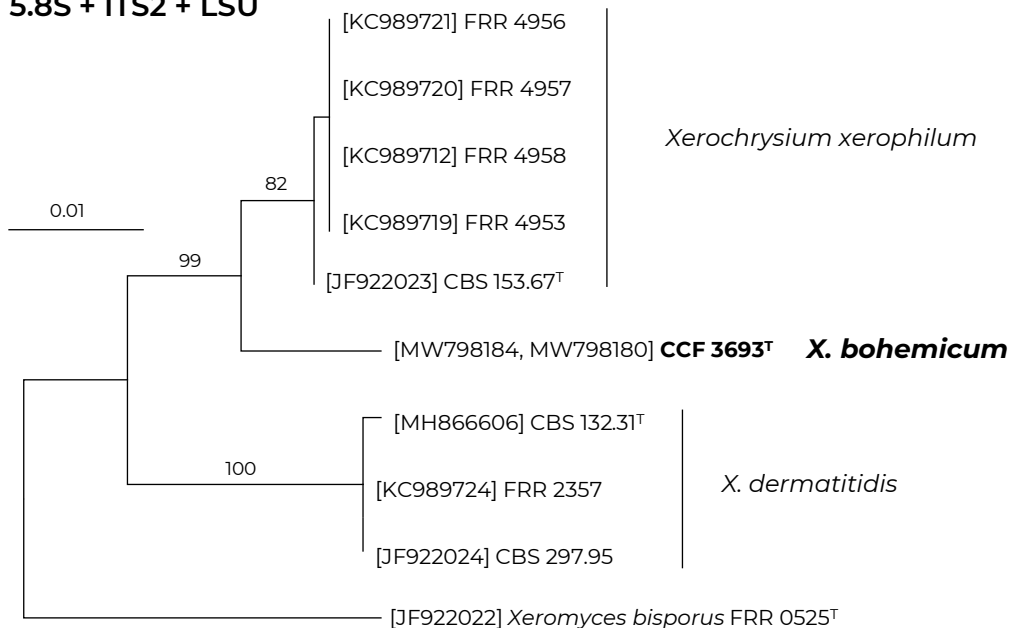 5.8S + ITS2 + LSU
[KC989721] FRR 4956
[KC989720] FRR 4957
Xerochrysium xerophilum
[KC989712] FRR 4958
82
0.01
[KC989719] FRR 4953
99
[JF922023] CBS 153.67ᵀ
[MW798184, MW798180] CCF 3693ᵀ X. bohemicum
[MH866606] CBS 132.31ᵀ
100
[KC989724] FRR 2357
X. dermatitidis
[JF922024] CBS 297.95
[JF922022] Xeromyces bisporus FRR 0525ᵀ